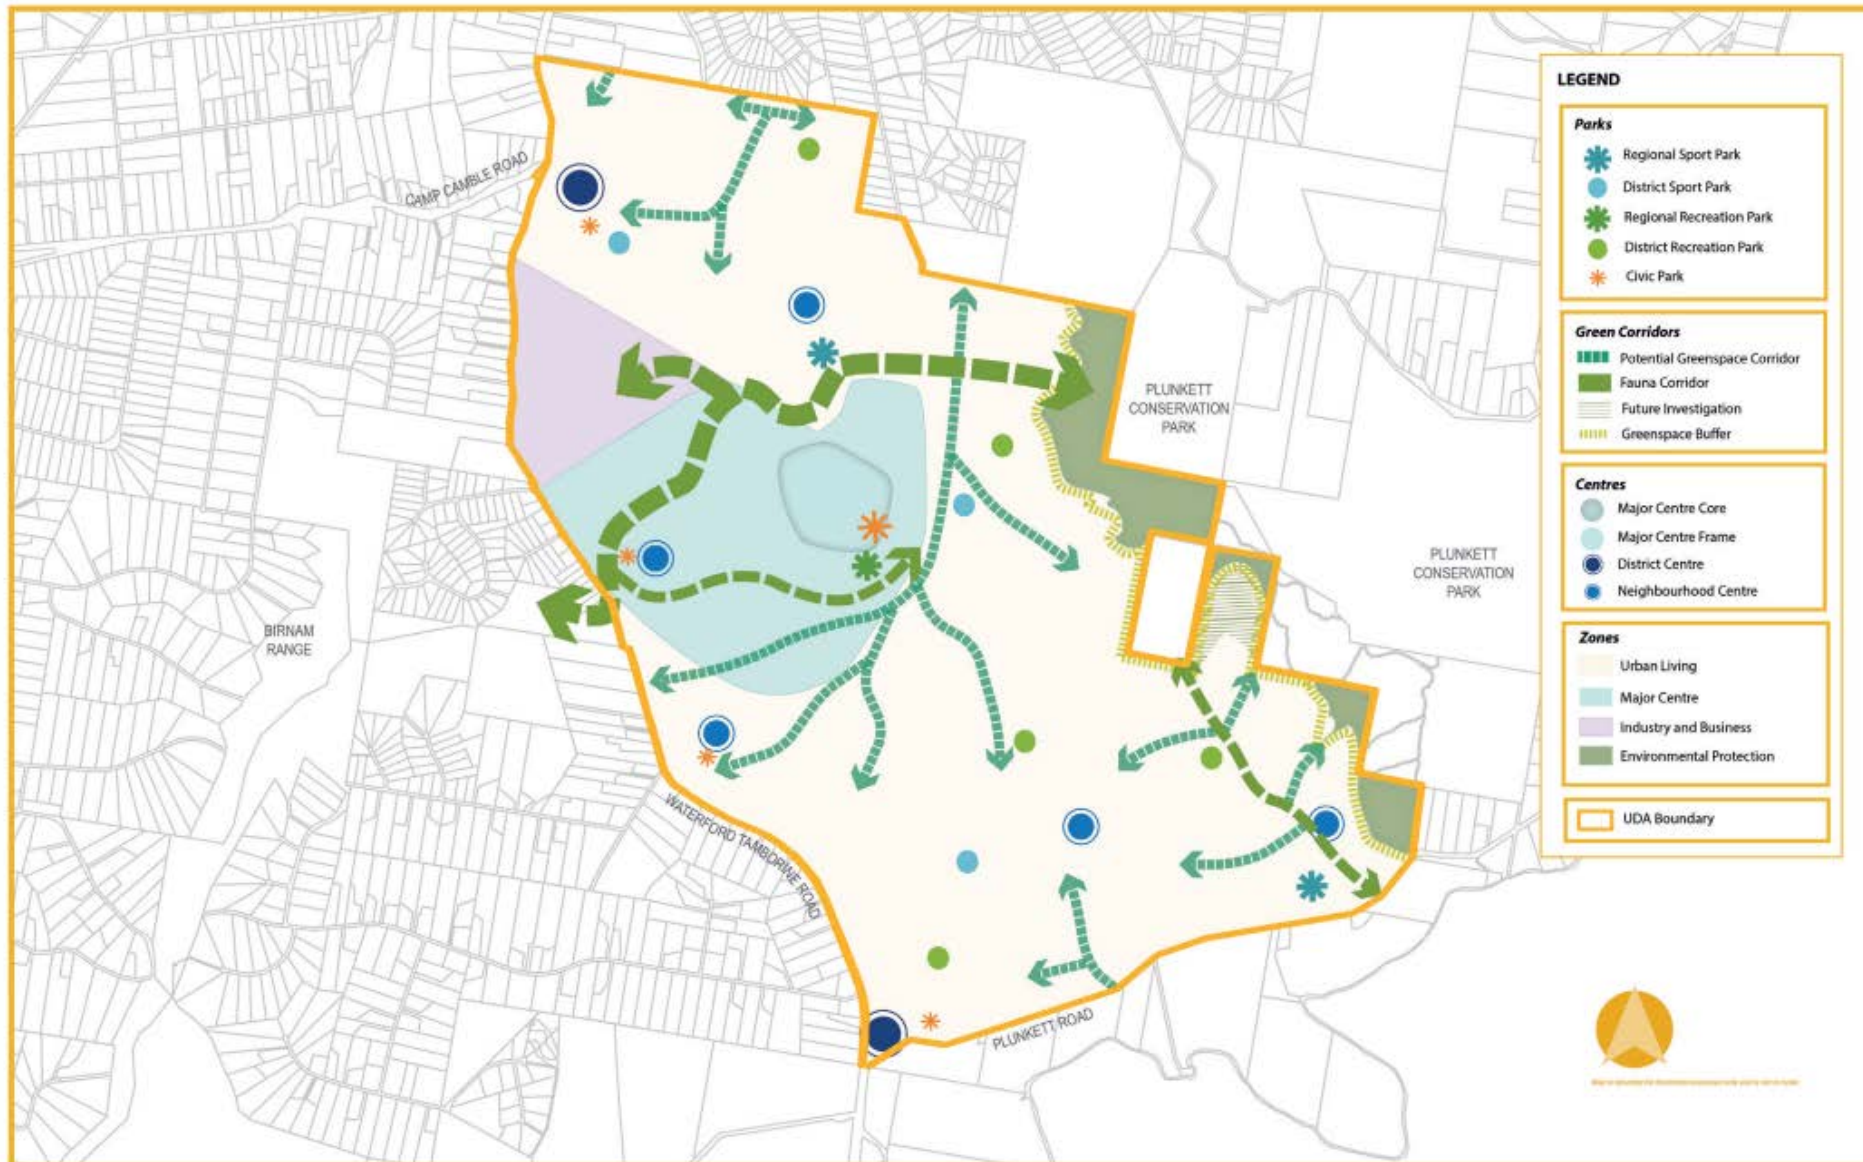 CAMP CAMBLE ROAD
PLUNKETT
CONSERVATION
PARK
PLUNKETT
CONSERVATION
PARK
BIRNAM
RANGE
WATERFORD TAMBORINE ROAD
PLUNKETT ROAD
LEGEND
Parks
Regional Sport Park
District Sport Park
Regional Recreation Park
District Recreation Park
Civic Park
Green Corridors
Potential Greenspace Corridor
Fauna Corridor
Future Investigation
Greenspace Buffer
Centres
Major Centre Core
Major Centre Frame
District Centre
Neighbourhood Centre
Zones
Urban Living
Major Centre
Industry and Business
Environmental Protection
UDA Boundary